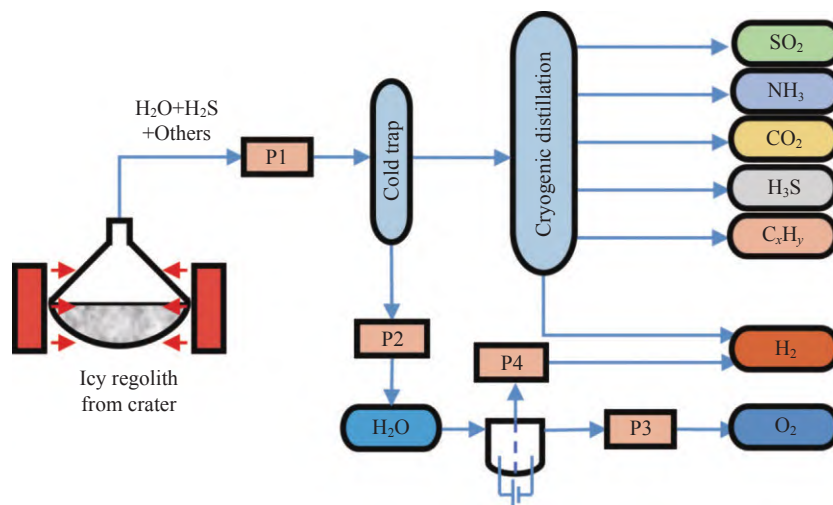 H₂O+H₂S
+Others
P1
Cold trap
Cryogenic distillation
SO₂
NH₃
CO₂
H₃S
CₓHᵧ
Icy regolith
from crater
P2
P4
H₂
H₂O
P3
O₂